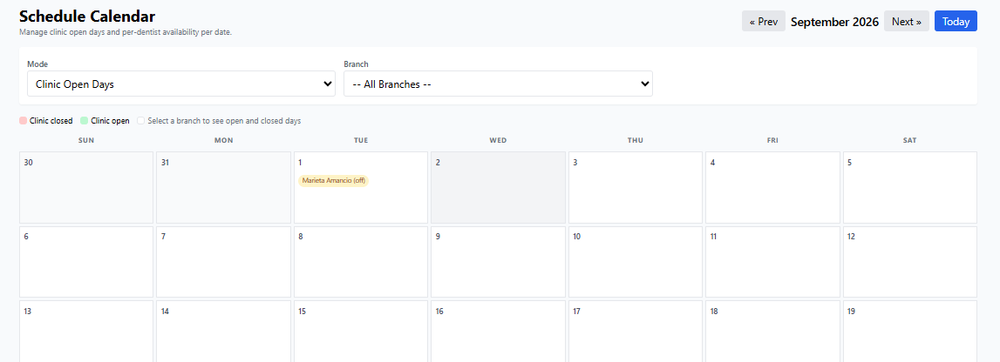 Schedule Calendar
Manage clinic open days and per-dentist availability per date.
« Prev September 2026 Next » Today
Mode Branch
Clinic Open Days -- All Branches --
Clinic closed Clinic open Select a branch to see open and closed days
SUN MON TUE WED THU FRI SAT
30 31 1 2 3 4 5
Marieta Amancio (off)
6 7 8 9 10 11 12
13 14 15 16 17 18 19